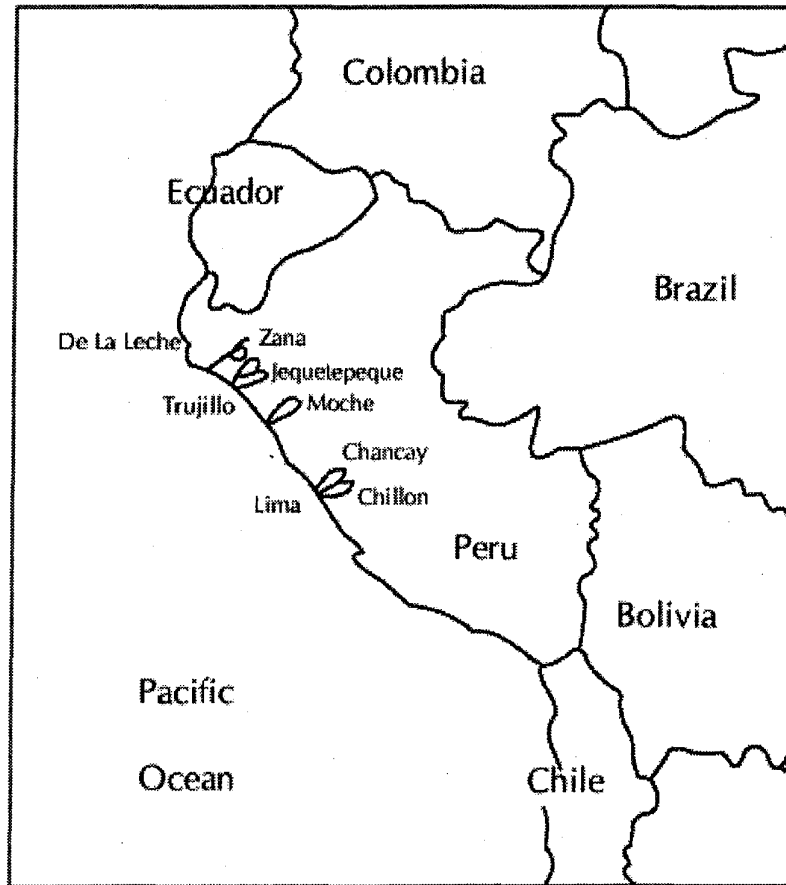 Colombia
Ecuador
Brazil
De La Leche
Zana
Jequetepeque
Trujillo
Moche
Chancay
Lima
Chillon
Peru
Bolivia
Pacific
Ocean
Chile